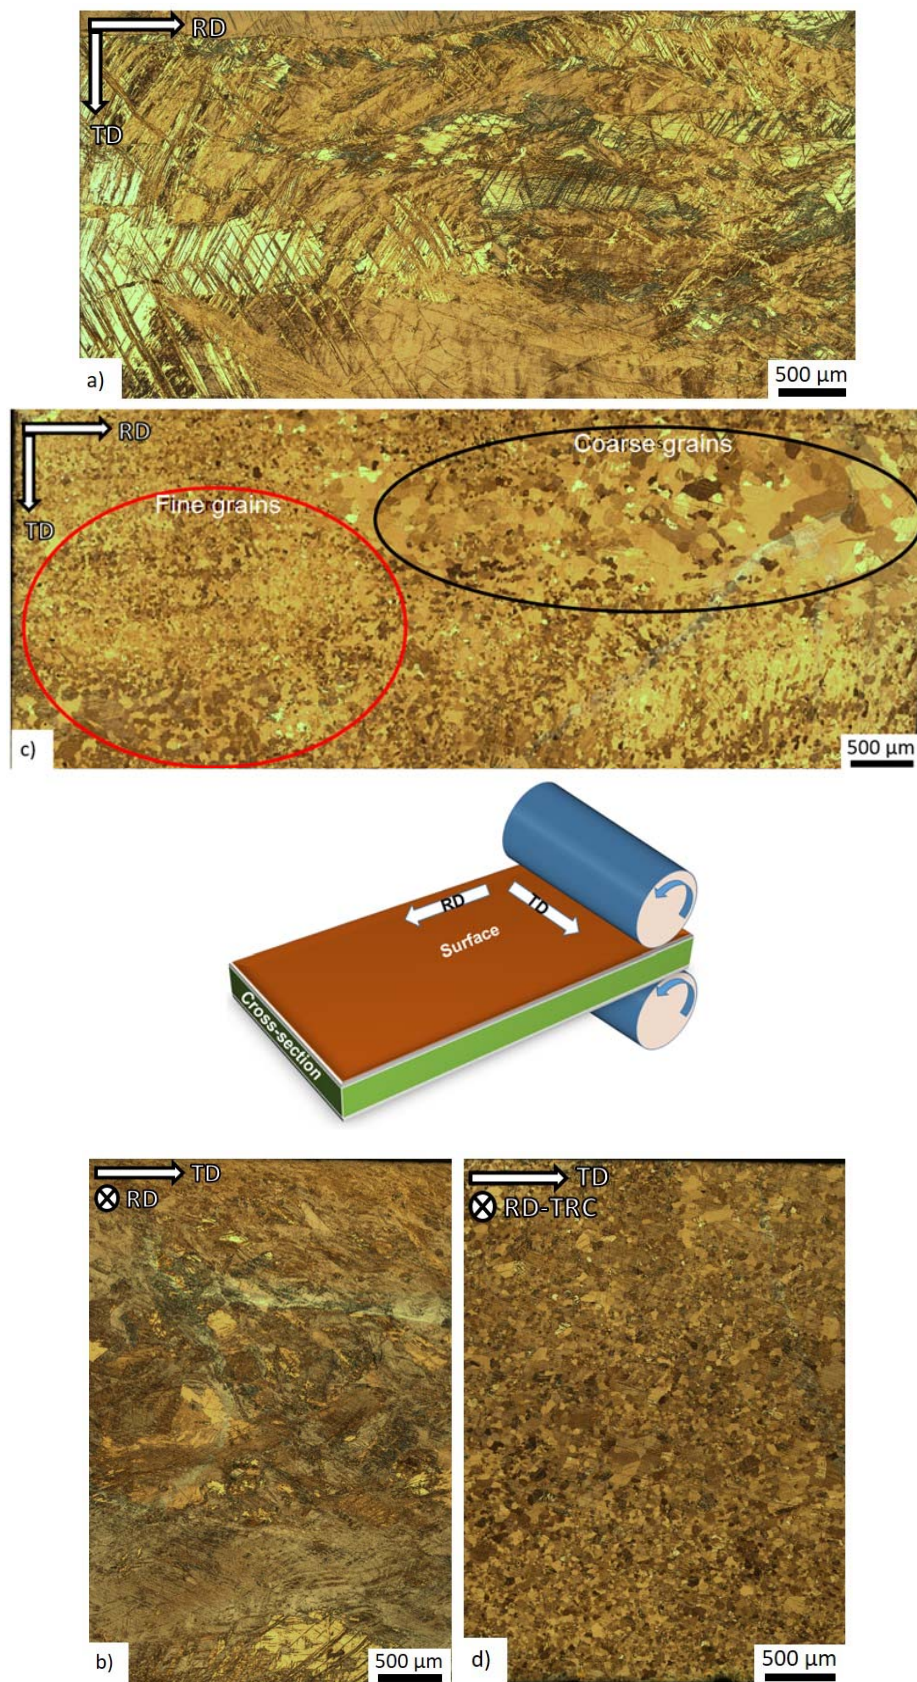 RD
TD
a)
500 µm
RD
TD
Fine grains
Coarse grains
c)
500 µm
RD
TD
Surface
Cross-section
TD
RD
b)
500 µm
TD
RD-TRC
d)
500 µm